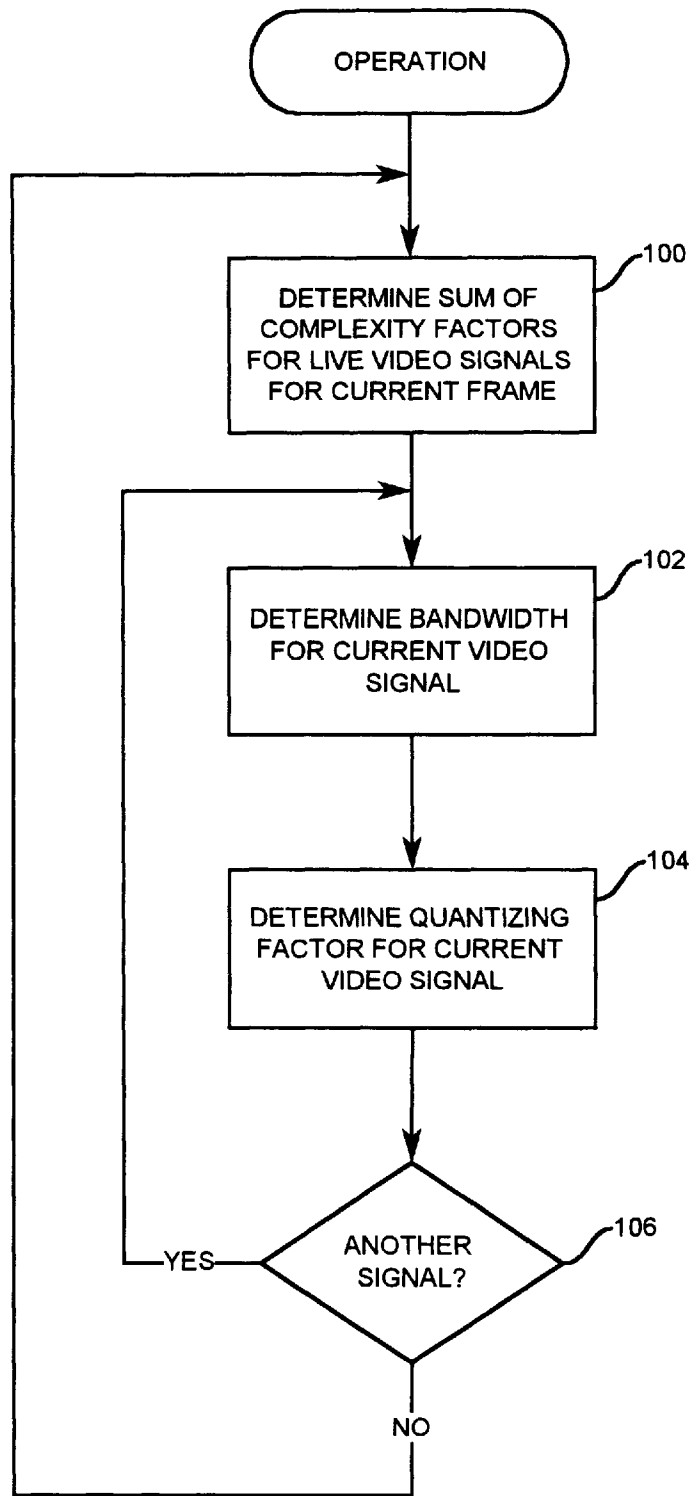 OPERATION
100
DETERMINE SUM OF
COMPLEXITY FACTORS
FOR LIVE VIDEO SIGNALS
FOR CURRENT FRAME
102
DETERMINE BANDWIDTH
FOR CURRENT VIDEO
SIGNAL
104
DETERMINE QUANTIZING
FACTOR FOR CURRENT
VIDEO SIGNAL
106
ANOTHER
SIGNAL?
YES
NO